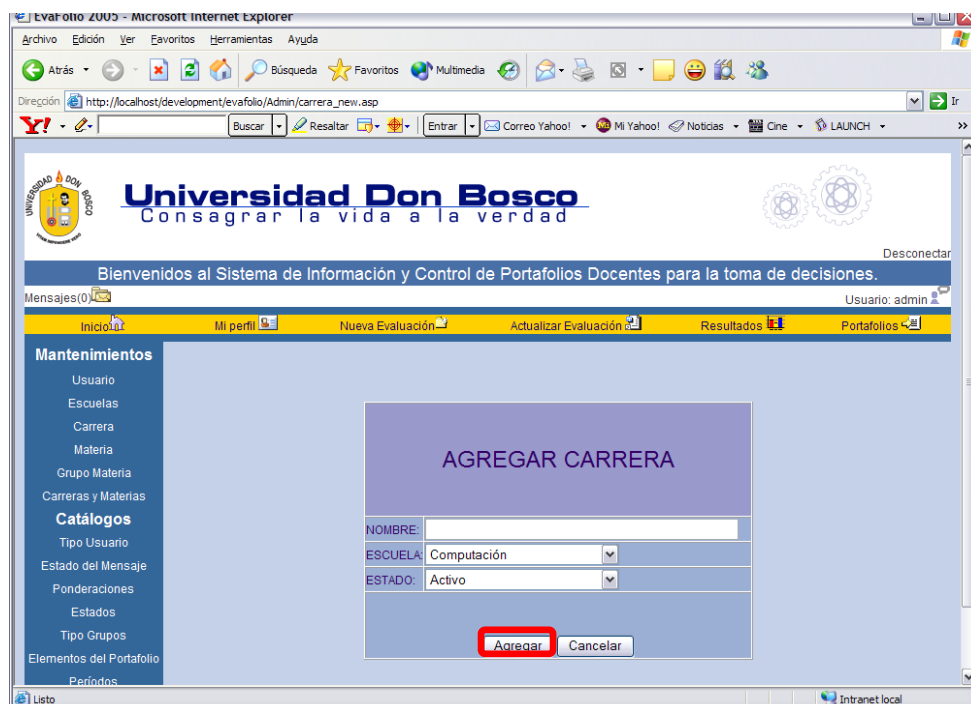 EvaFolio 2005 - Microsoft Internet Explorer
Archivo Edición Ver Favoritos Herramientas Ayuda
Atrás Búsqueda Favoritos Multimedia
Dirección http://localhost/development/evafolio/Admin/carrera_new.asp Ir
Y! Buscar Resaltar Entrar Correo Yahoo! Mi Yahoo! Noticias Cine LAUNCH »
UNIVERSIDAD DON BOSCO
Universidad Don Bosco
Consagrar la vida a la verdad
Desconectar
Bienvenidos al Sistema de Información y Control de Portafolios Docentes para la toma de decisiones.
Mensajes(0) Usuario: admin
Inicio Mi perfil Nueva Evaluación Actualizar Evaluación Resultados Portafolios
Mantenimientos
Usuario
Escuelas
Carrera
Materia
Grupo Materia
Carreras y Materias
Catálogos
Tipo Usuario
Estado del Mensaje
Ponderaciones
Estados
Tipo Grupos
Elementos del Portafolio
Períodos
AGREGAR CARRERA
NOMBRE:
ESCUELA: Computación
ESTADO: Activo
Agregar Cancelar
Listo Intranet local